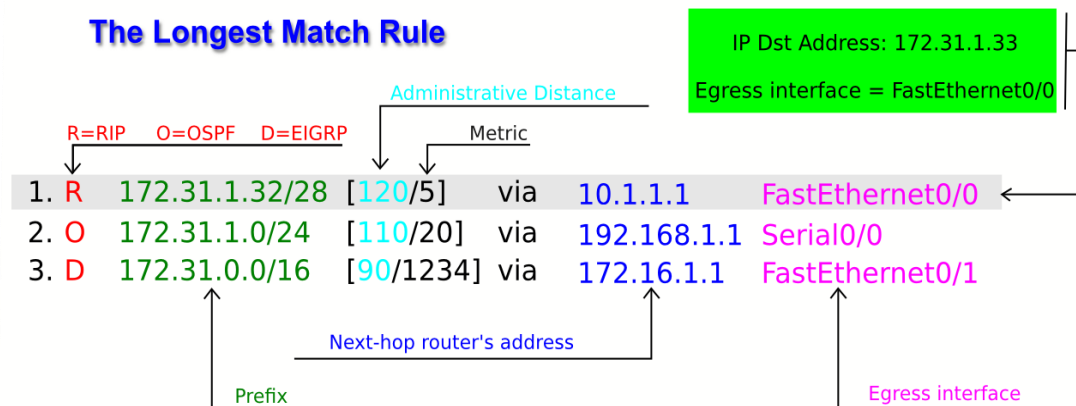 The Longest Match Rule
IP Dst Address: 172.31.1.33
Egress interface = FastEthernet0/0
Administrative Distance
R=RIP O=OSPF D=EIGRP
Metric
1. R 172.31.1.32/28 [120/5] via 10.1.1.1 FastEthernet0/0
2. O 172.31.1.0/24 [110/20] via 192.168.1.1 Serial0/0
3. D 172.31.0.0/16 [90/1234] via 172.16.1.1 FastEthernet0/1
Next-hop router's address
Prefix
Egress interface